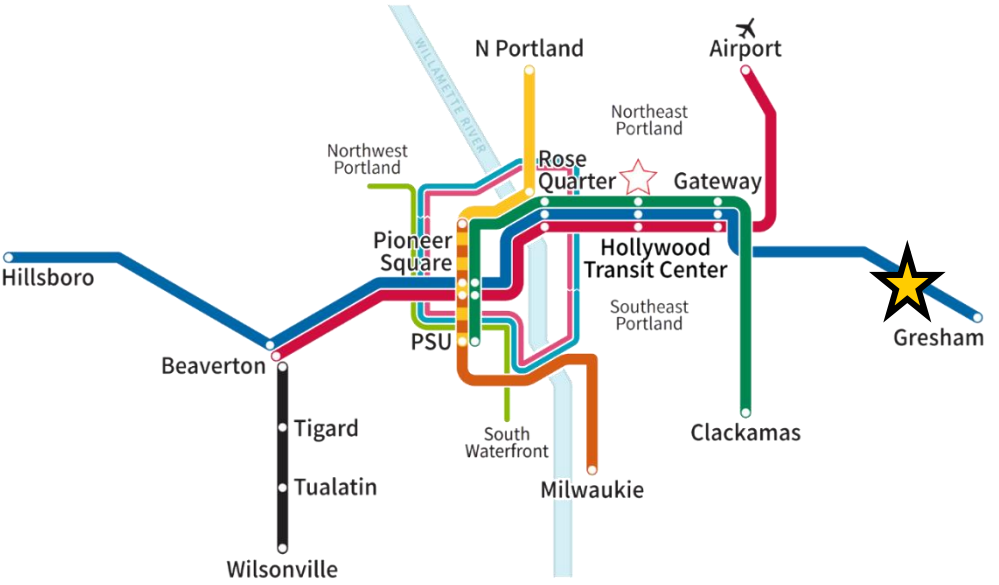 N Portland
Airport
WILLAMETTE RIVER
Northeast
Portland
Northwest
Portland
Rose
Quarter
Gateway
Pioneer
Square
Hollywood
Transit Center
Hillsboro
Southeast
Portland
Gresham
PSU
Beaverton
Tigard
South
Waterfront
Clackamas
Tualatin
Milwaukie
Wilsonville